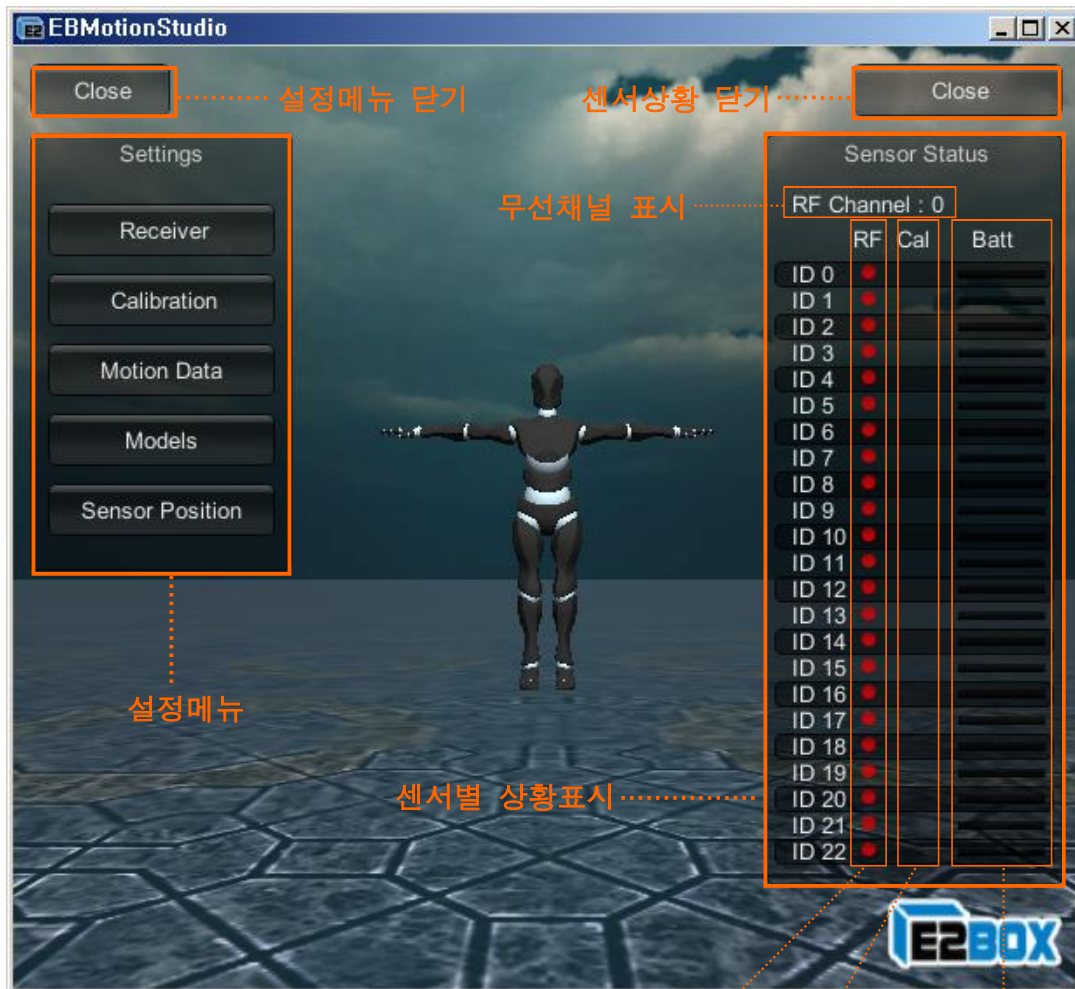 EBMotionStudio
Close
설정메뉴 닫기
센서상황 닫기
Close
Settings
Receiver
Calibration
Motion Data
Models
Sensor Position
설정메뉴
Sensor Status
무선채널 표시
RF Channel : 0
RF Cal Batt
ID 0
ID 1
ID 2
ID 3
ID 4
ID 5
ID 6
ID 7
ID 8
ID 9
ID 10
ID 11
ID 12
ID 13
ID 14
ID 15
ID 16
ID 17
ID 18
ID 19
ID 20
ID 21
ID 22
센서별 상황표시
E2BOX